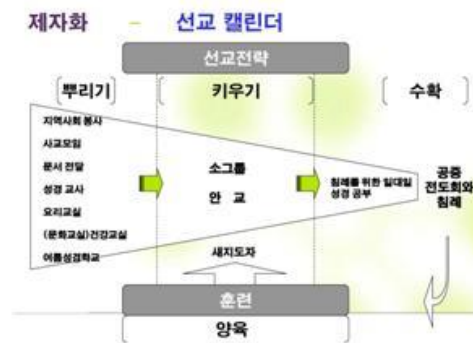 제자화 - 선교 캘린더
선교전략
[뿌리기] [키우기] [수확]
지역사회 봉사
사교모임
문서 전달
성경 교사
요리교실
(문화교실)건강교실
여름성경학교
소그룹
안 교
새지도자
침례를 위한 일대일
성경 공부
공중
전도회와
침례
훈련
양육